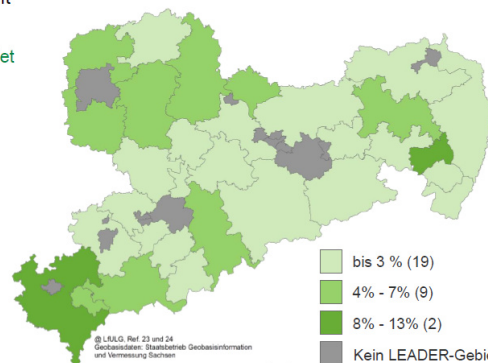 et
bis 3 % (19)
4% - 7% (9)
8% - 13% (2)
Kein LEADER-Gebie
@ LfULG, Ref. 23 und 24
Geobasisdaten: Staatsbetrieb Geobasisinformation
und Vermessung Sachsen